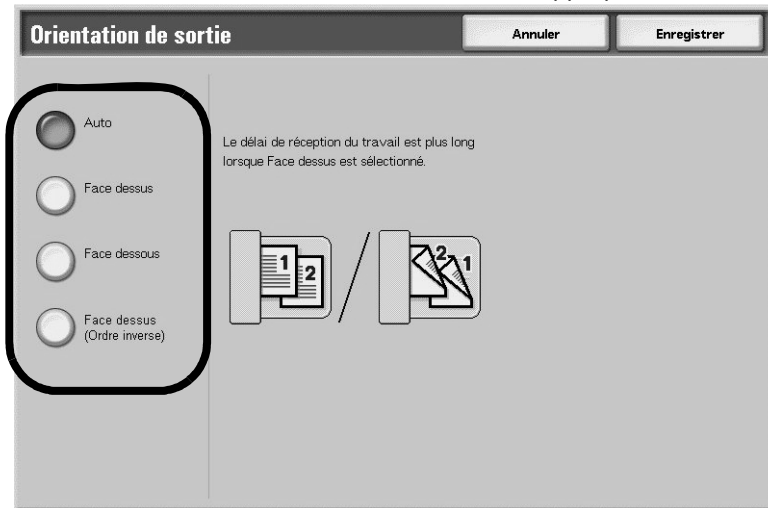 Orientation de sortie
Annuler
Enregistrer
Auto
Face dessus
Face dessous
Face dessus
(Ordre inverse)
Le délai de réception du travail est plus long
lorsque Face dessus est sélectionné.
1 2
2 1